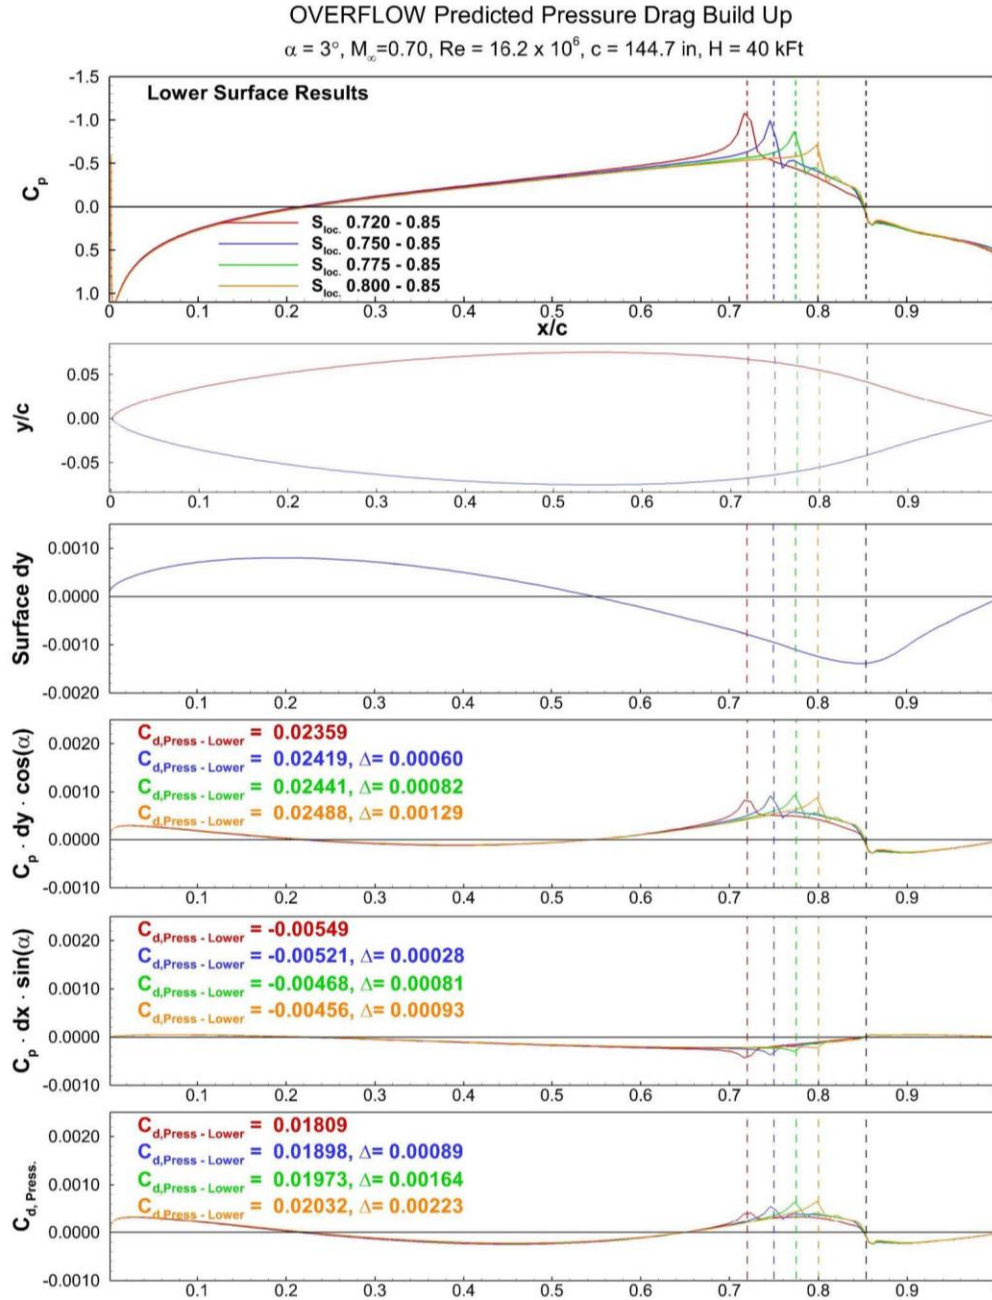 OVERFLOW Predicted Pressure Drag Build Up
α = 3°, M∞=0.70, Re = 16.2 x 10⁶, c = 144.7 in, H = 40 kFt
Lower Surface Results
Cp
-1.5
-1.0
-0.5
0.0
0.5
1.0
Sloc. 0.720 - 0.85
Sloc. 0.750 - 0.85
Sloc. 0.775 - 0.85
Sloc. 0.800 - 0.85
0 0.1 0.2 0.3 0.4 0.5 0.6 0.7 0.8 0.9
x/c
y/c
0.05
0.00
-0.05
0 0.1 0.2 0.3 0.4 0.5 0.6 0.7 0.8 0.9
Surface dy
0.0010
0.0000
-0.0010
-0.0020
0.1 0.2 0.3 0.4 0.5 0.6 0.7 0.8 0.9
Cp · dy · cos(α)
0.0020
0.0010
0.0000
-0.0010
Cd,Press - Lower = 0.02359
Cd,Press - Lower = 0.02419, Δ= 0.00060
Cd,Press - Lower = 0.02441, Δ= 0.00082
Cd,Press - Lower = 0.02488, Δ= 0.00129
0.1 0.2 0.3 0.4 0.5 0.6 0.7 0.8 0.9
Cp · dx · sin(α)
0.0020
0.0010
0.0000
-0.0010
Cd,Press - Lower = -0.00549
Cd,Press - Lower = -0.00521, Δ= 0.00028
Cd,Press - Lower = -0.00468, Δ= 0.00081
Cd,Press - Lower = -0.00456, Δ= 0.00093
0.1 0.2 0.3 0.4 0.5 0.6 0.7 0.8 0.9
Cd, Press.
0.0020
0.0010
0.0000
-0.0010
Cd,Press - Lower = 0.01809
Cd,Press - Lower = 0.01898, Δ= 0.00089
Cd,Press - Lower = 0.01973, Δ= 0.00164
Cd,Press - Lower = 0.02032, Δ= 0.00223
0.1 0.2 0.3 0.4 0.5 0.6 0.7 0.8 0.9